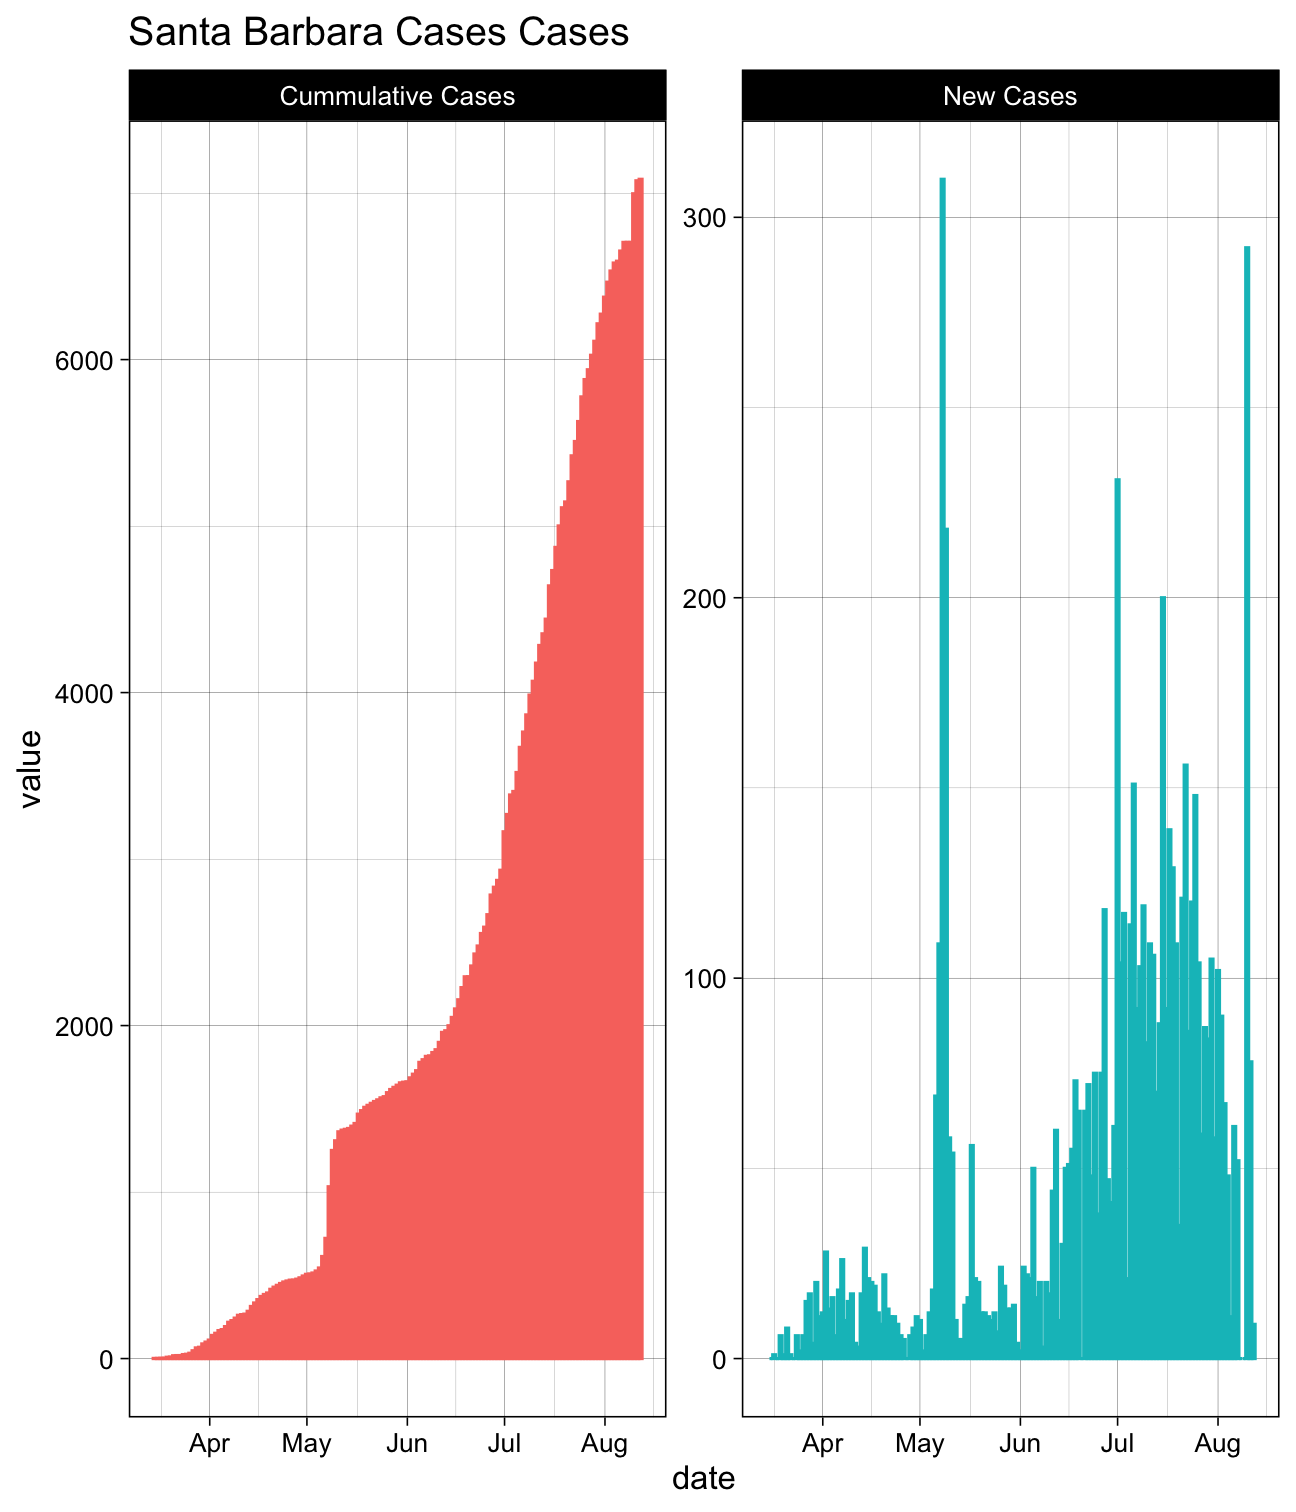 Santa Barbara Cases Cases
Cummulative Cases
New Cases
value
6000
4000
2000
0
Apr May Jun Jul Aug
300
200
100
0
Apr May Jun Jul Aug
date